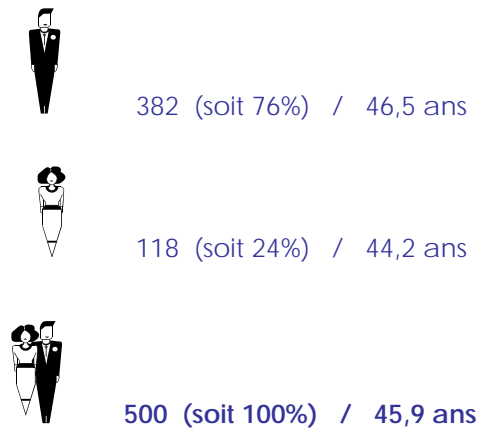 382 (soit 76%) / 46,5 ans
118 (soit 24%) / 44,2 ans
500 (soit 100%) / 45,9 ans